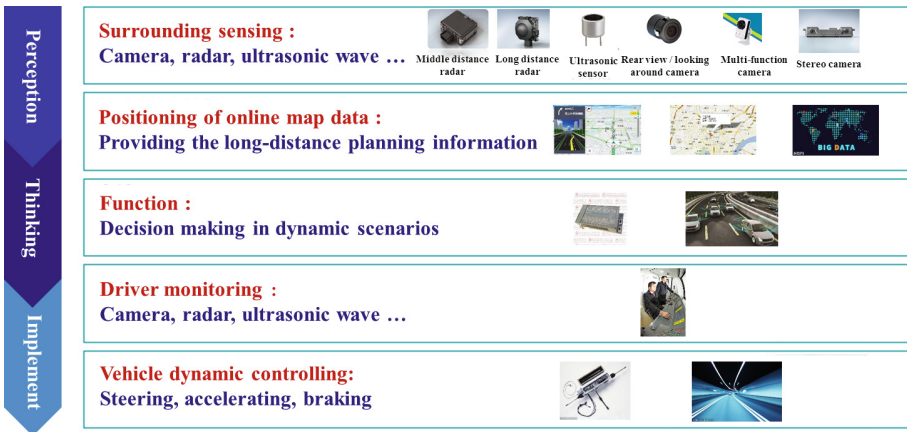 Perception
Surrounding sensing :
Camera, radar, ultrasonic wave …
Middle distance radar
Long distance radar
Ultrasonic sensor
Rear view / looking around camera
Multi-function camera
Stereo camera
Positioning of online map data :
Providing the long-distance planning information
BIG DATA
Thinking
Function :
Decision making in dynamic scenarios
Driver monitoring :
Camera, radar, ultrasonic wave …
Implement
Vehicle dynamic controlling:
Steering, accelerating, braking